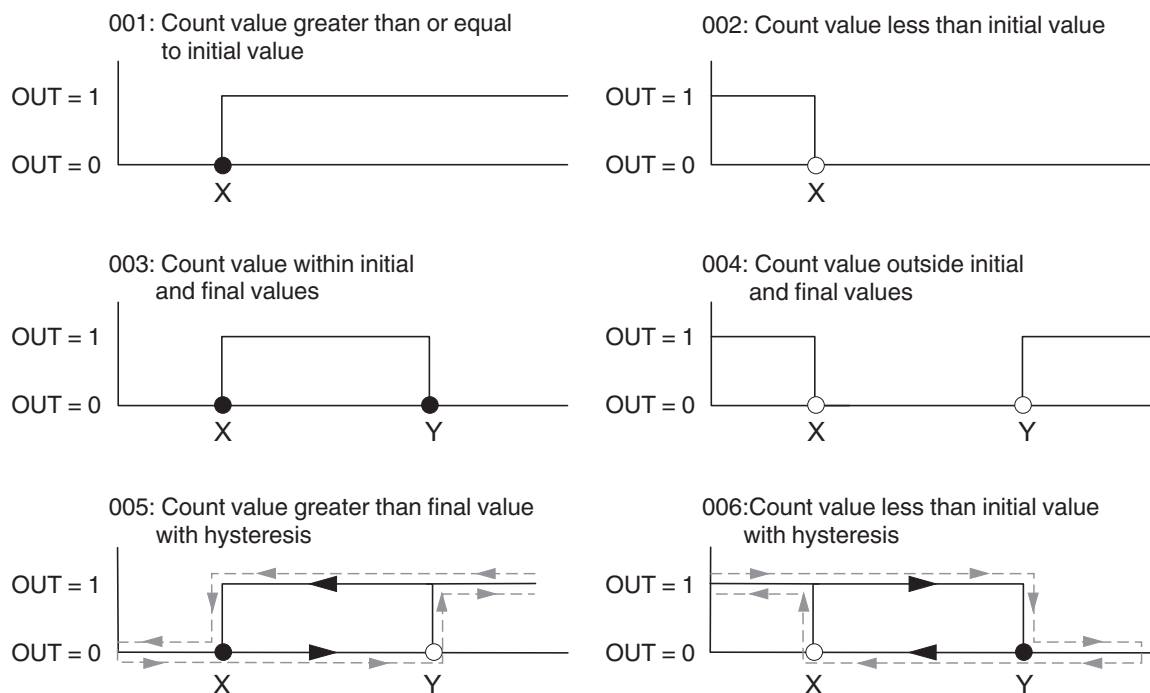 001: Count value greater than or equal
to initial value
OUT = 1
OUT = 0
X
002: Count value less than initial value
OUT = 1
OUT = 0
X
003: Count value within initial
and final values
OUT = 1
OUT = 0
X Y
004: Count value outside initial
and final values
OUT = 1
OUT = 0
X Y
005: Count value greater than final value
with hysteresis
OUT = 1
OUT = 0
X Y
006:Count value less than initial value
with hysteresis
OUT = 1
OUT = 0
X Y